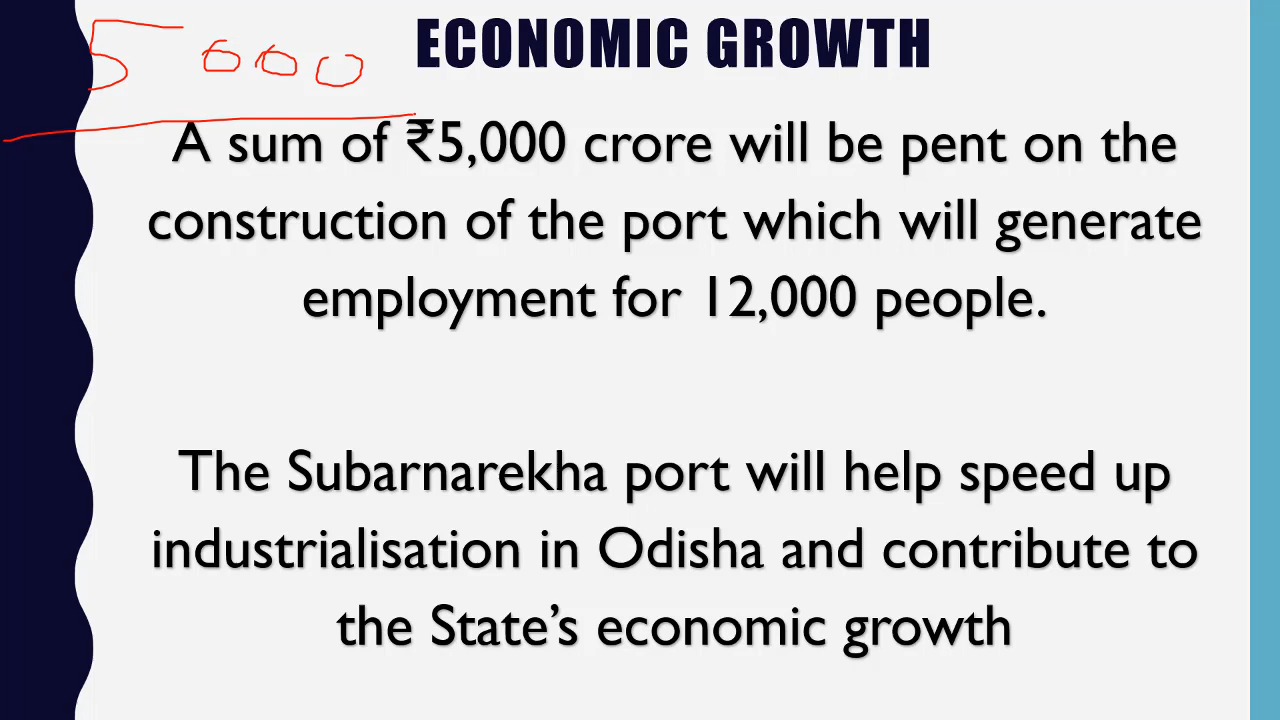 ECONOMIC GROWTH
5 000
A sum of ₹5,000 crore will be pent on the
construction of the port which will generate
employment for 12,000 people.
The Subarnarekha port will help speed up
industrialisation in Odisha and contribute to
the State’s economic growth